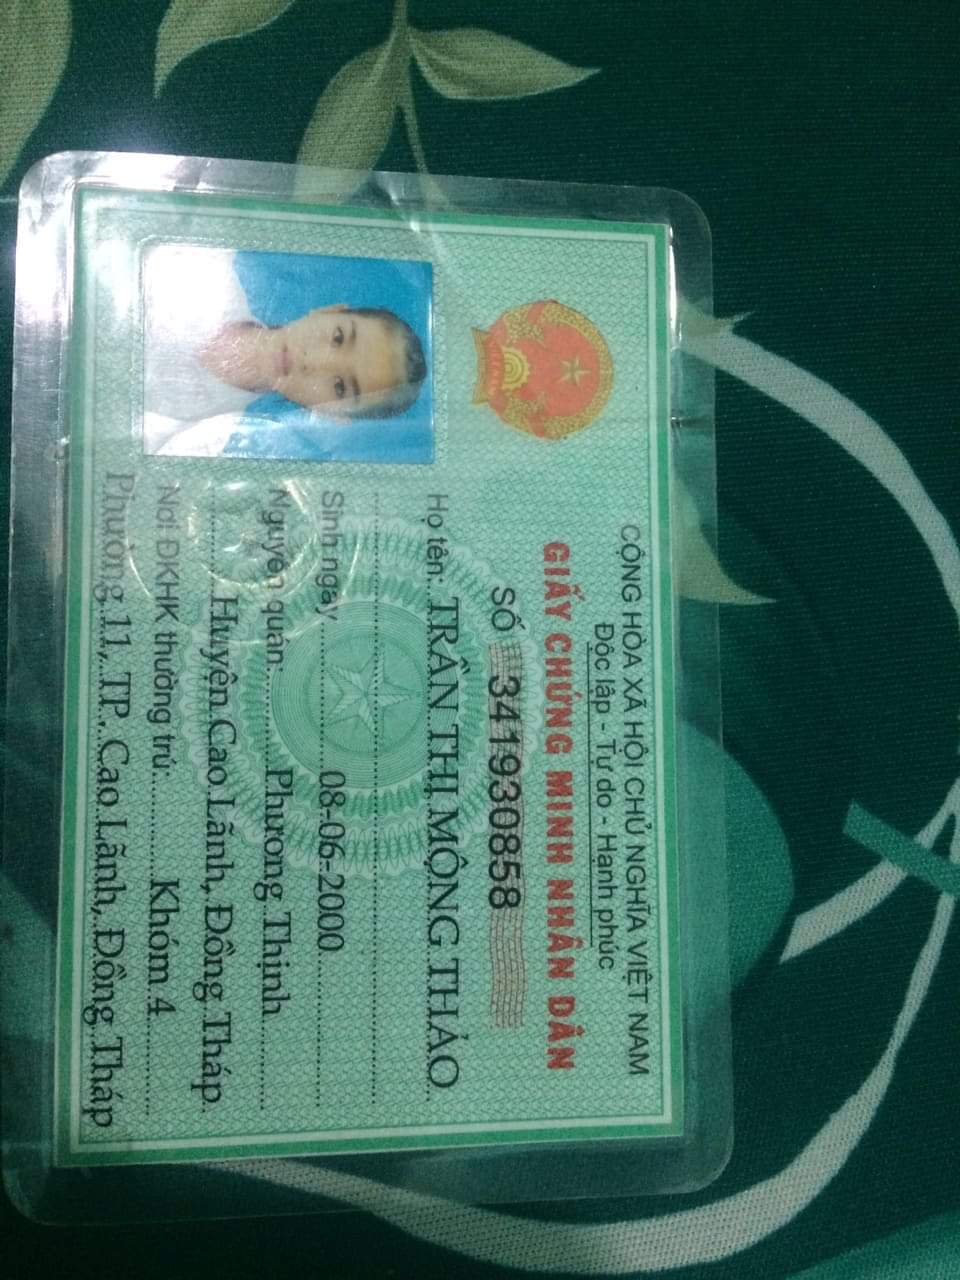 CỘNG HÒA XÃ HỘI CHỦ NGHĨA VIỆT NAM
Độc lập - Tự do - Hạnh phúc
GIẤY CHỨNG MINH NHÂN DÂN
SỐ 341930858
Họ tên: TRẦN THỊ MỘNG THẢO
Sinh ngày 08-06-2000
Nguyên quán: Phương Thịnh
Huyện Cao Lãnh, Đồng Tháp
Nơi ĐKHK thường trú: Khóm 4
Phường 11, TP. Cao Lãnh, Đồng Tháp